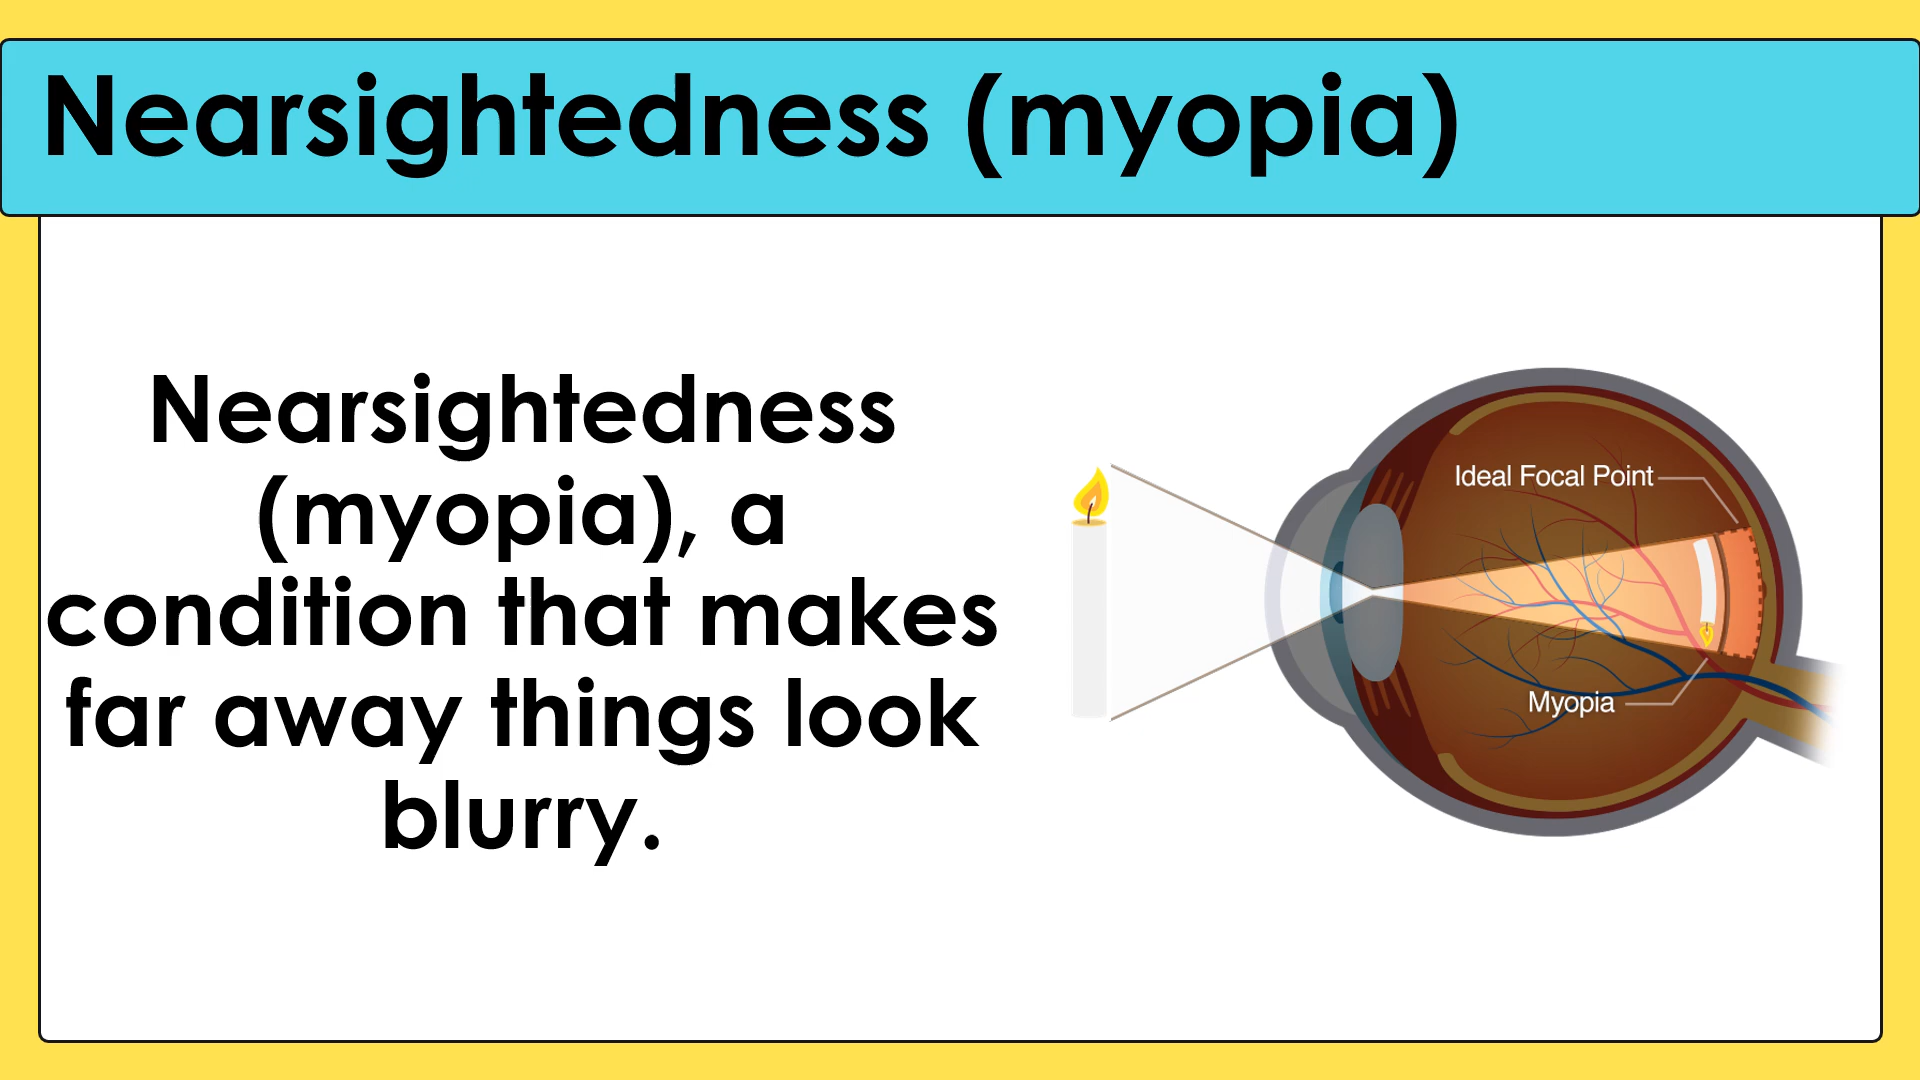 Nearsightedness (myopia)
Nearsightedness
(myopia), a
condition that makes
far away things look
blurry.
Ideal Focal Point
Myopia